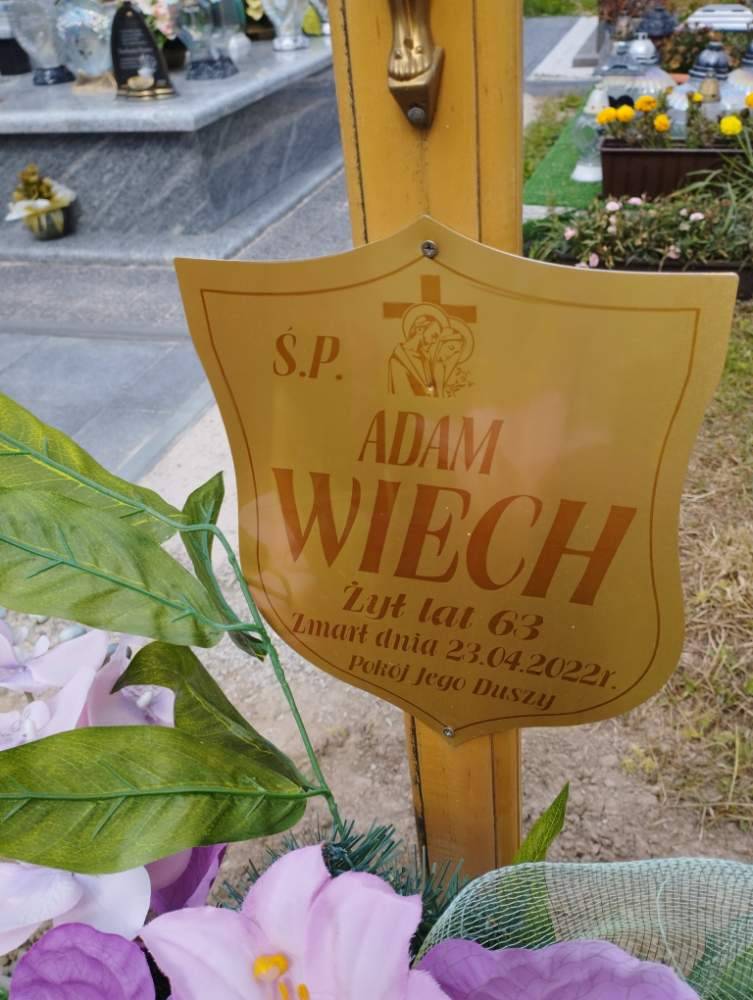 Ś.P.
ADAM
WIECH
Żył lat 63
Zmarł dnia 23.04.2022r.
Pokój Jego Duszy